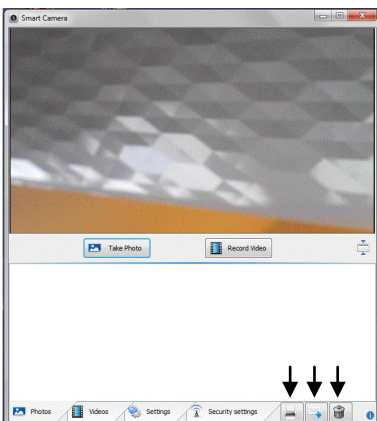 Smart Camera
Take Photo
Record Video
Photos
Videos
Settings
Security settings